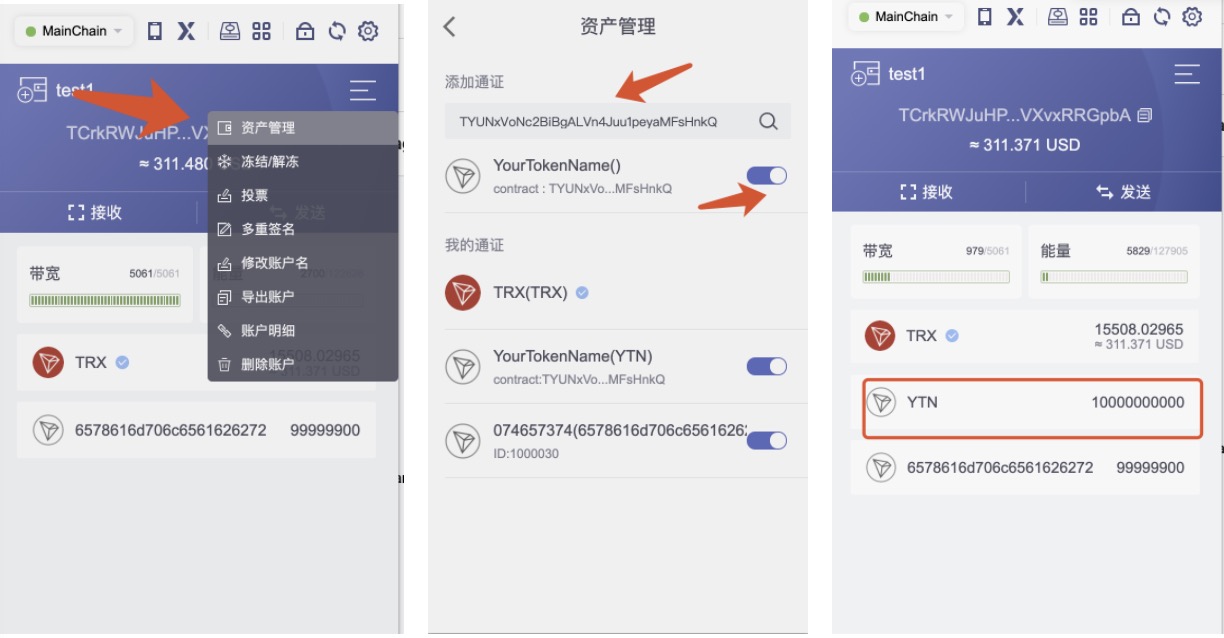 MainChain
test1
TCrkRWJuHP...VX
≈ 311.480
接收
发送
资产管理
冻结/解冻
投票
多重签名
修改账户名
导出账户
账户明细
删除账户
带宽
5061/5061
TRX
15508.02965
311.371 USD
6578616d706c6561626272 99999900
资产管理
添加通证
TYUNxVoNc2BiBgALVn4Juu1peyaMFsHnkQ
YourTokenName()
contract : TYUNxVo...MFsHnkQ
我的通证
TRX(TRX)
YourTokenName(YTN)
contract:TYUNxVo...MFsHnkQ
074657374(6578616d706c6561626
ID:1000030
MainChain
test1
TCrkRWJuHP...VXvxRRGpbA
≈ 311.371 USD
接收
发送
带宽 979/5061
能量 5829/127905
TRX 15508.02965
≈ 311.371 USD
YTN 10000000000
6578616d706c6561626272 99999900